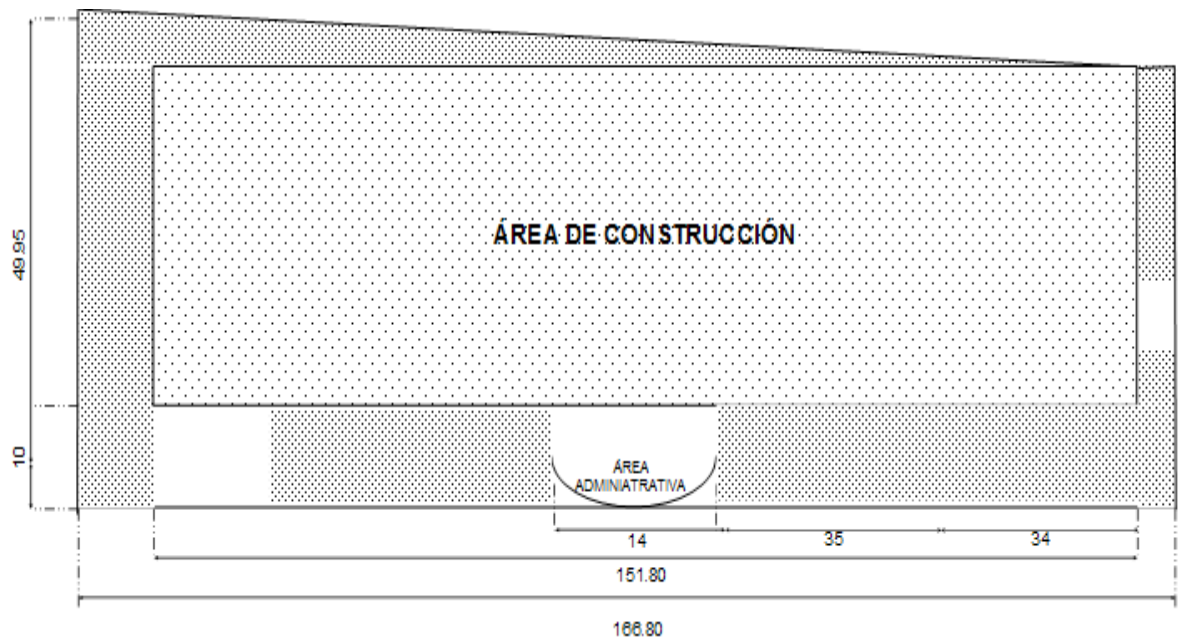 49.95
ÁREA DE CONSTRUCCIÓN
10
ÁREA
ADMINIATRATIVA
14
35
34
151.80
166.80